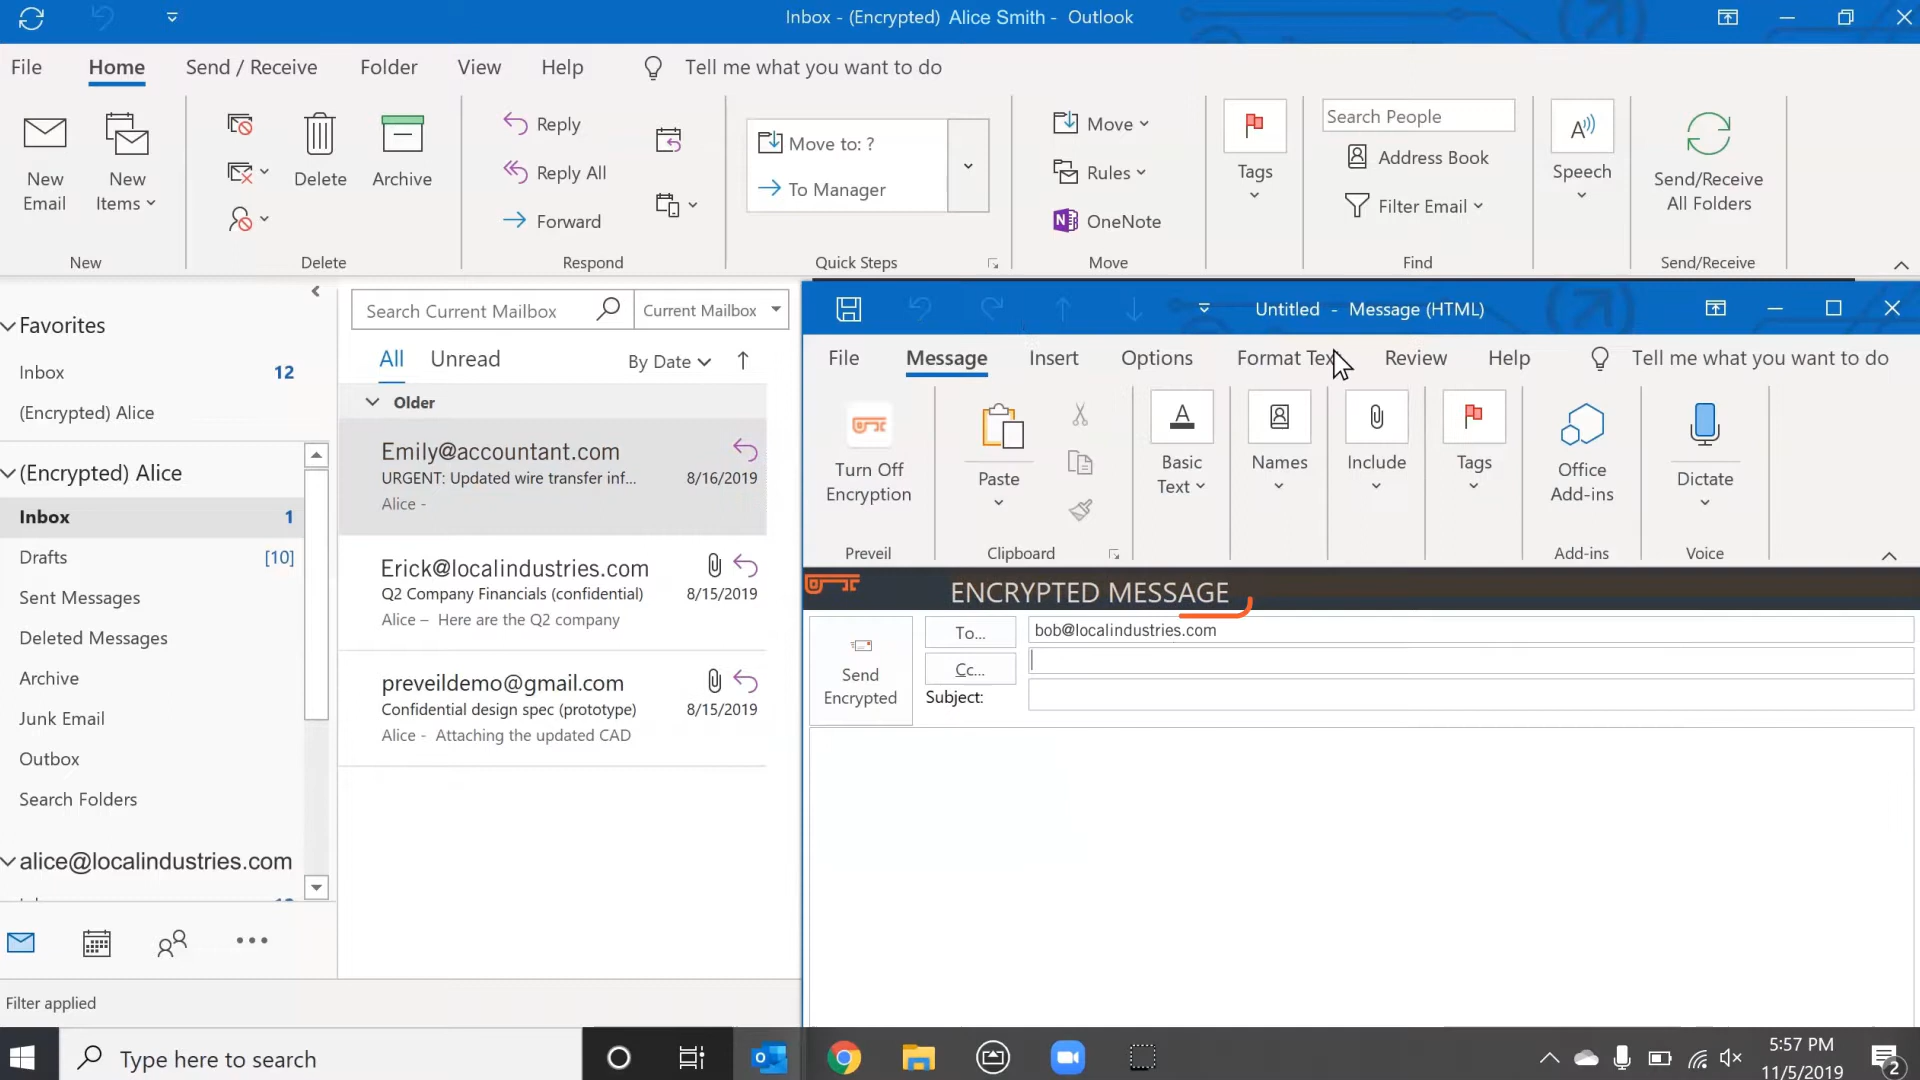 Inbox - (Encrypted) Alice Smith - Outlook
File Home Send / Receive Folder View Help Tell me what you want to do
New Email
New Items
Delete
Archive
Reply
Reply All
Forward
Move to: ?
To Manager
Move
Rules
OneNote
Tags
Search People
Address Book
Filter Email
Speech
Send/Receive All Folders
New Delete Respond Quick Steps Move Find Send/Receive
Favorites
Inbox 12
(Encrypted) Alice
(Encrypted) Alice
Inbox 1
Drafts [10]
Sent Messages
Deleted Messages
Archive
Junk Email
Outbox
Search Folders
alice@localindustries.com
Filter applied
Search Current Mailbox Current Mailbox
All Unread By Date
Older
Emily@accountant.com
URGENT: Updated wire transfer inf... 8/16/2019
Alice -
Erick@localindustries.com
Q2 Company Financials (confidential) 8/15/2019
Alice – Here are the Q2 company
preveildemo@gmail.com
Confidential design spec (prototype) 8/15/2019
Alice - Attaching the updated CAD
Untitled - Message (HTML)
File Message Insert Options Format Tex Review Help Tell me what you want to do
Turn Off Encryption
Paste
Basic Text
Names
Include
Tags
Office Add-ins
Dictate
Preveil Clipboard Add-ins Voice
ENCRYPTED MESSAGE
Send Encrypted
To... bob@localindustries.com
Cc...
Subject:
Type here to search
5:57 PM
11/5/2019
2